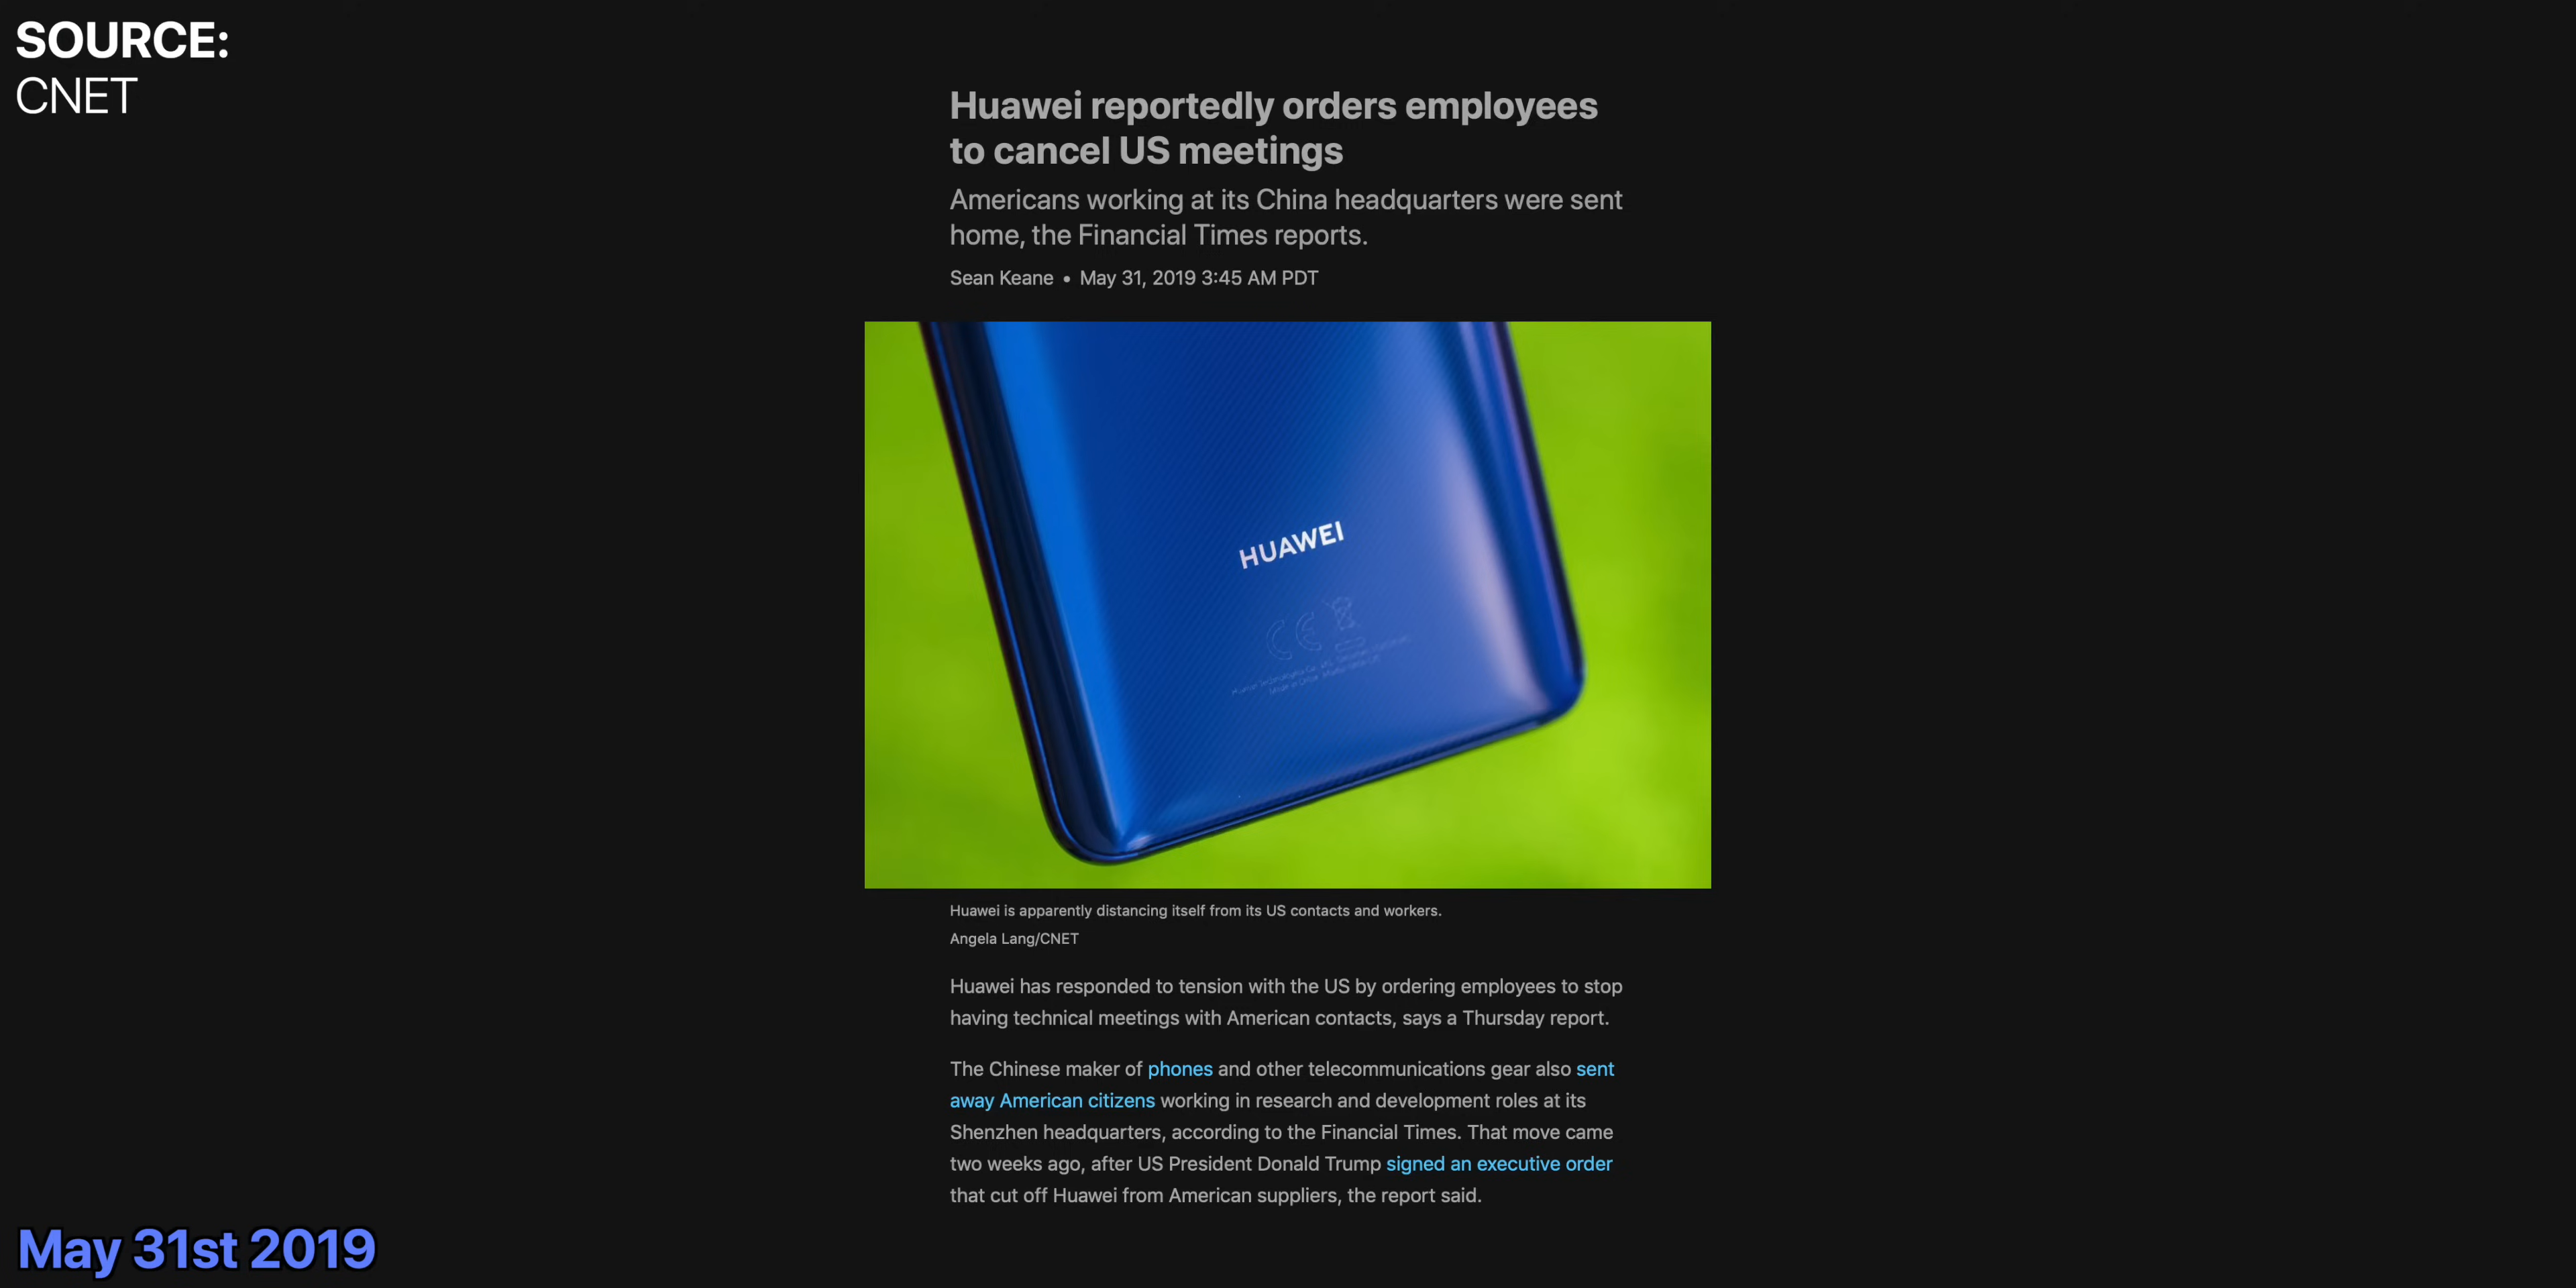 SOURCE:
CNET
Huawei reportedly orders employees
to cancel US meetings
Americans working at its China headquarters were sent
home, the Financial Times reports.
Sean Keane • May 31, 2019 3:45 AM PDT
HUAWEI
CE
Huawei is apparently distancing itself from its US contacts and workers.
Angela Lang/CNET
Huawei has responded to tension with the US by ordering employees to stop
having technical meetings with American contacts, says a Thursday report.
The Chinese maker of phones and other telecommunications gear also sent
away American citizens working in research and development roles at its
Shenzhen headquarters, according to the Financial Times. That move came
two weeks ago, after US President Donald Trump signed an executive order
that cut off Huawei from American suppliers, the report said.
May 31st 2019